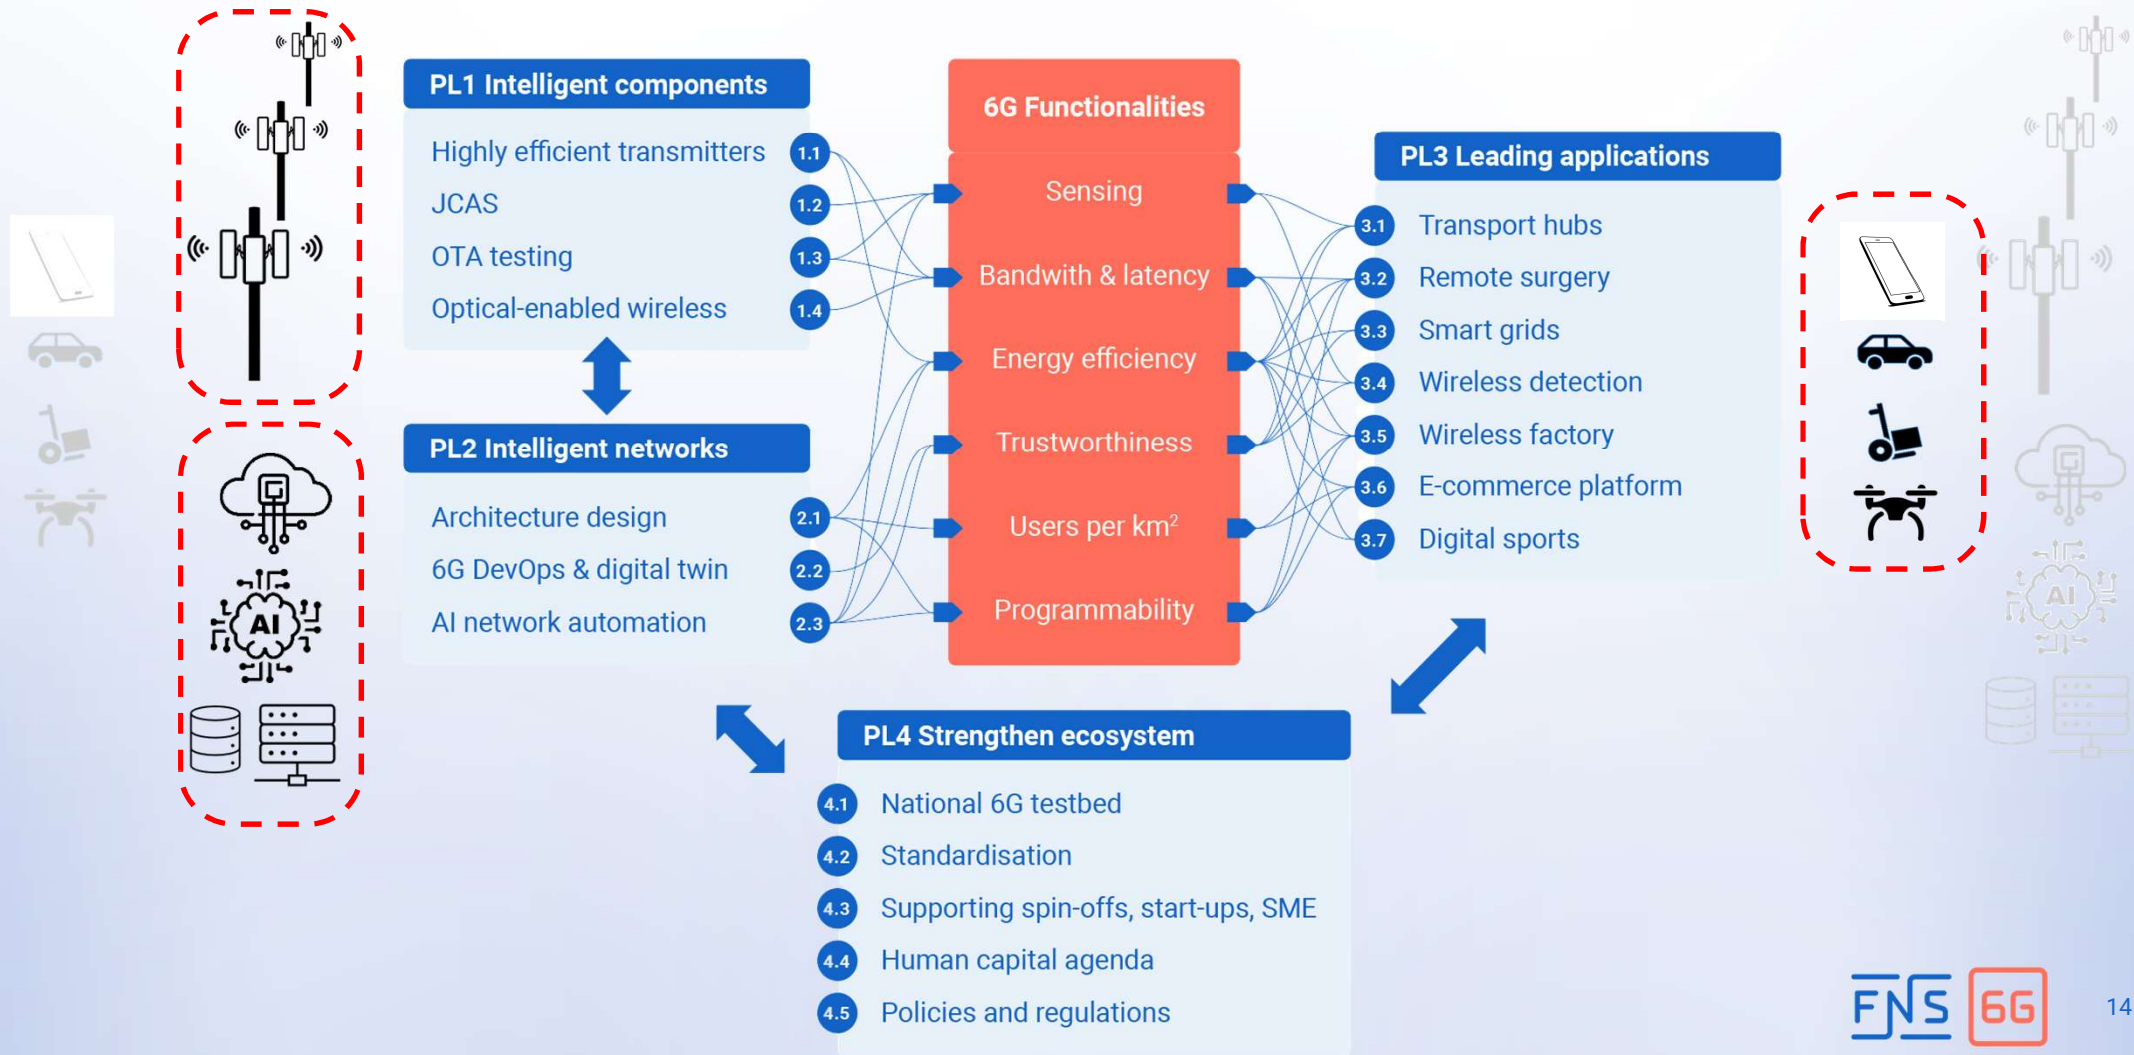 PL1 Intelligent components
Highly efficient transmitters 1.1
JCAS 1.2
OTA testing 1.3
Optical-enabled wireless 1.4
PL2 Intelligent networks
Architecture design 2.1
6G DevOps & digital twin 2.2
AI network automation 2.3
AI
6G Functionalities
Sensing
Bandwith & latency
Energy efficiency
Trustworthiness
Users per km²
Programmability
PL3 Leading applications
3.1 Transport hubs
3.2 Remote surgery
3.3 Smart grids
3.4 Wireless detection
3.5 Wireless factory
3.6 E-commerce platform
3.7 Digital sports
AI
PL4 Strengthen ecosystem
4.1 National 6G testbed
4.2 Standardisation
4.3 Supporting spin-offs, start-ups, SME
4.4 Human capital agenda
4.5 Policies and regulations
FNS 6G
14